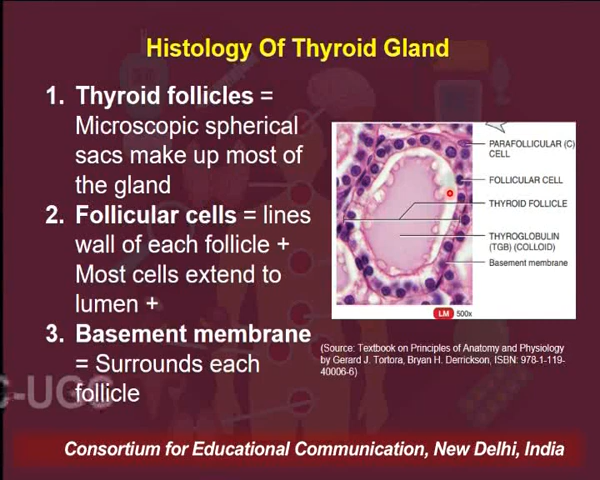 Histology Of Thyroid Gland
1. Thyroid follicles =
Microscopic spherical
sacs make up most of
the gland
2. Follicular cells = lines
wall of each follicle +
Most cells extend to
lumen +
3. Basement membrane
= Surrounds each
follicle
PARAFOLLICULAR (C)
CELL
FOLLICULAR CELL
THYROID FOLLICLE
THYROGLOBULIN
(TGB) (COLLOID)
Basement membrane
LM 500x
(Source: Textbook on Principles of Anatomy and Physiology
by Gerard J. Tortora, Bryan H. Derrickson, ISBN: 978-1-119-
40006-6)
C-UGC
Consortium for Educational Communication, New Delhi, India